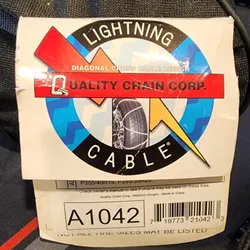 LIGHTNING
DIAGONAL CROSS CABLE DESIGN
QUALITY CHAIN CORP.
CABLE®
A1042
7 19773 21042 3
NOT ALL TIRE SIZES MAY BE LISTED